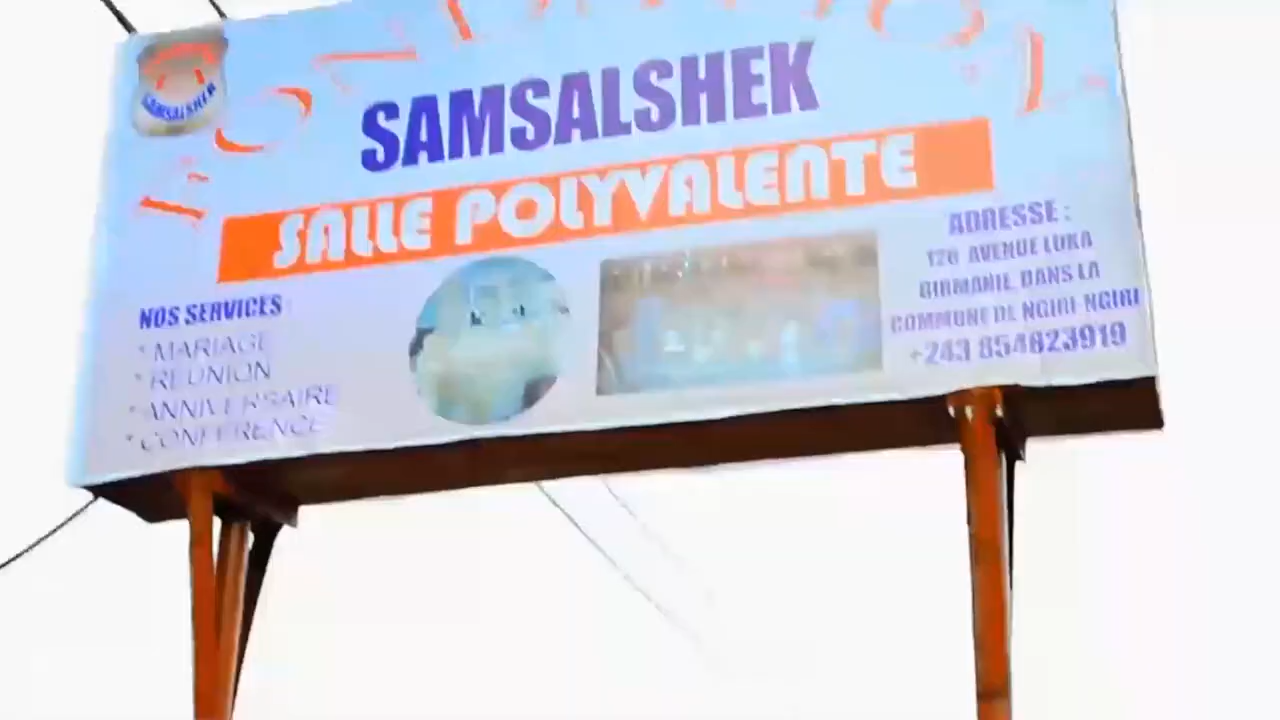 SAMSALSHEK
SAMSALSHEK
SALLE POLYVALENTE
NOS SERVICES :
* MARIAGE
* REUNION
* ANNIVERSAIRE
* CONFERENCE
ADRESSE :
AVENUE LUKA
BIRMANIE, DANS LA
COMMUNE DE NGIRI-NGIRI
+243 854823919